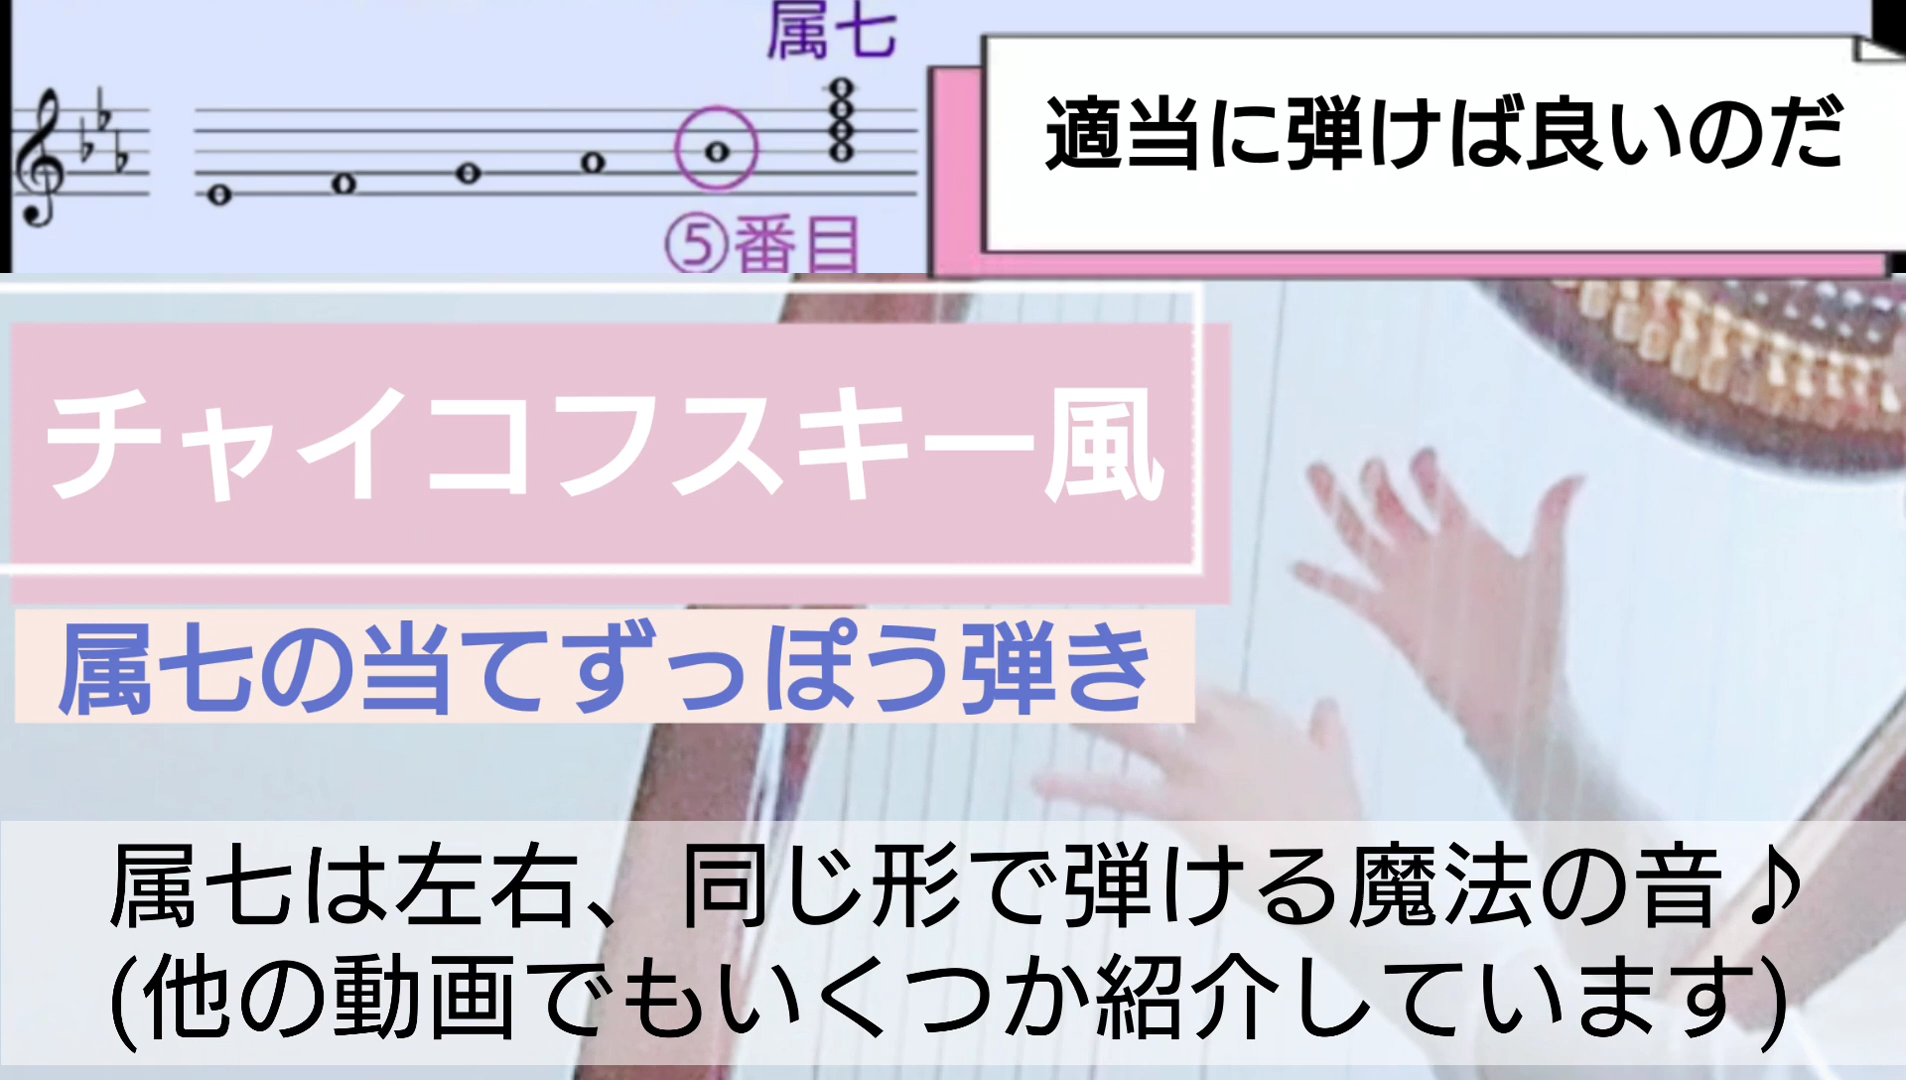 属七
適当に弾けば良いのだ
⑤番目
チャイコフスキー風
属七の当てずっぽう弾き
属七は左右、同じ形で弾ける魔法の音♪
(他の動画でもいくつか紹介しています)